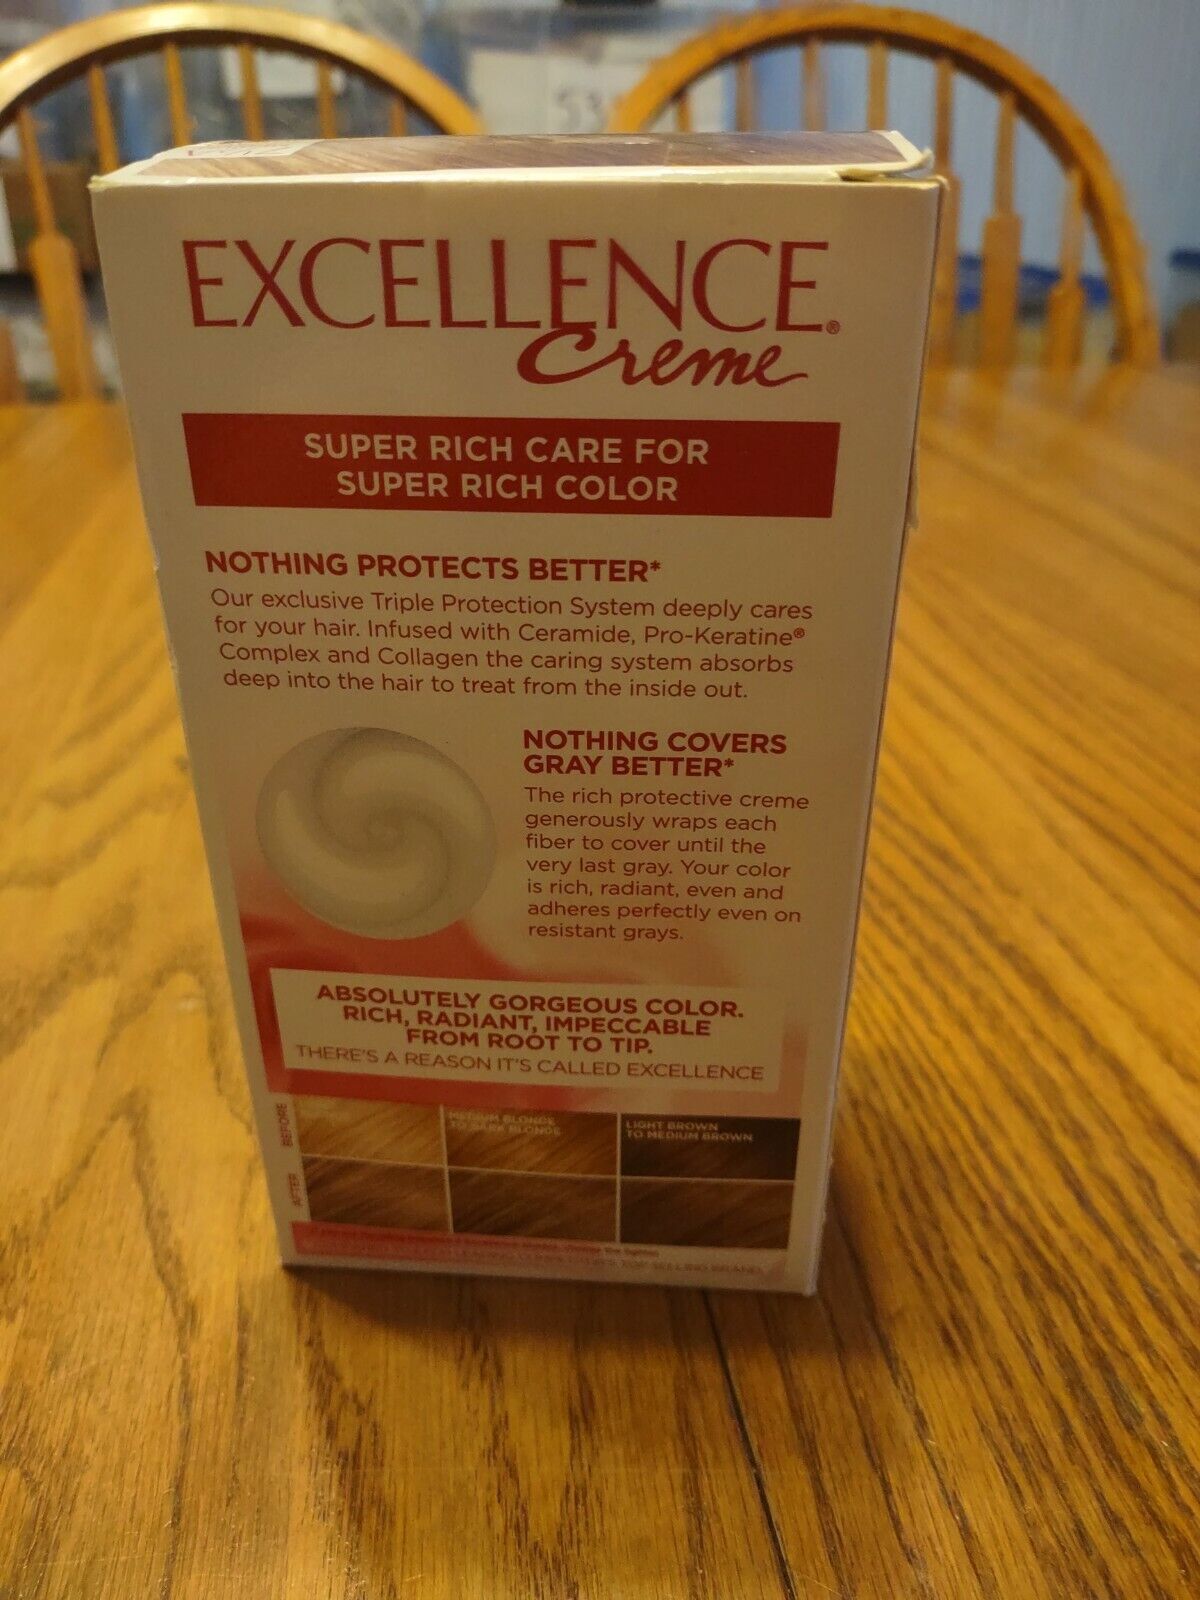 EXCELLENCE®
Creme
SUPER RICH CARE FOR
SUPER RICH COLOR
NOTHING PROTECTS BETTER*
Our exclusive Triple Protection System deeply cares
for your hair. Infused with Ceramide, Pro-Keratine®
Complex and Collagen the caring system absorbs
deep into the hair to treat from the inside out.
NOTHING COVERS
GRAY BETTER*
The rich protective creme
generously wraps each
fiber to cover until the
very last gray. Your color
is rich, radiant, even and
adheres perfectly even on
resistant grays.
ABSOLUTELY GORGEOUS COLOR.
RICH, RADIANT, IMPECCABLE
FROM ROOT TO TIP.
THERE'S A REASON IT'S CALLED EXCELLENCE
BEFORE
MEDIUM BLONDE
TO DARK BLONDE
LIGHT BROWN
TO MEDIUM BROWN
AFTER
TOP SELLING BRAND